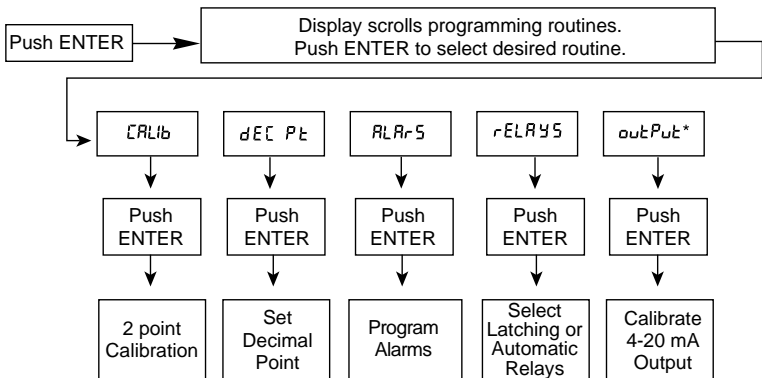 Push ENTER
Display scrolls programming routines.
Push ENTER to select desired routine.
CALIb
dEC Pt
ALArS
rELAYS
outPut*
Push
ENTER
Push
ENTER
Push
ENTER
Push
ENTER
Push
ENTER
2 point
Calibration
Set
Decimal
Point
Program
Alarms
Select
Latching or
Automatic
Relays
Calibrate
4-20 mA
Output